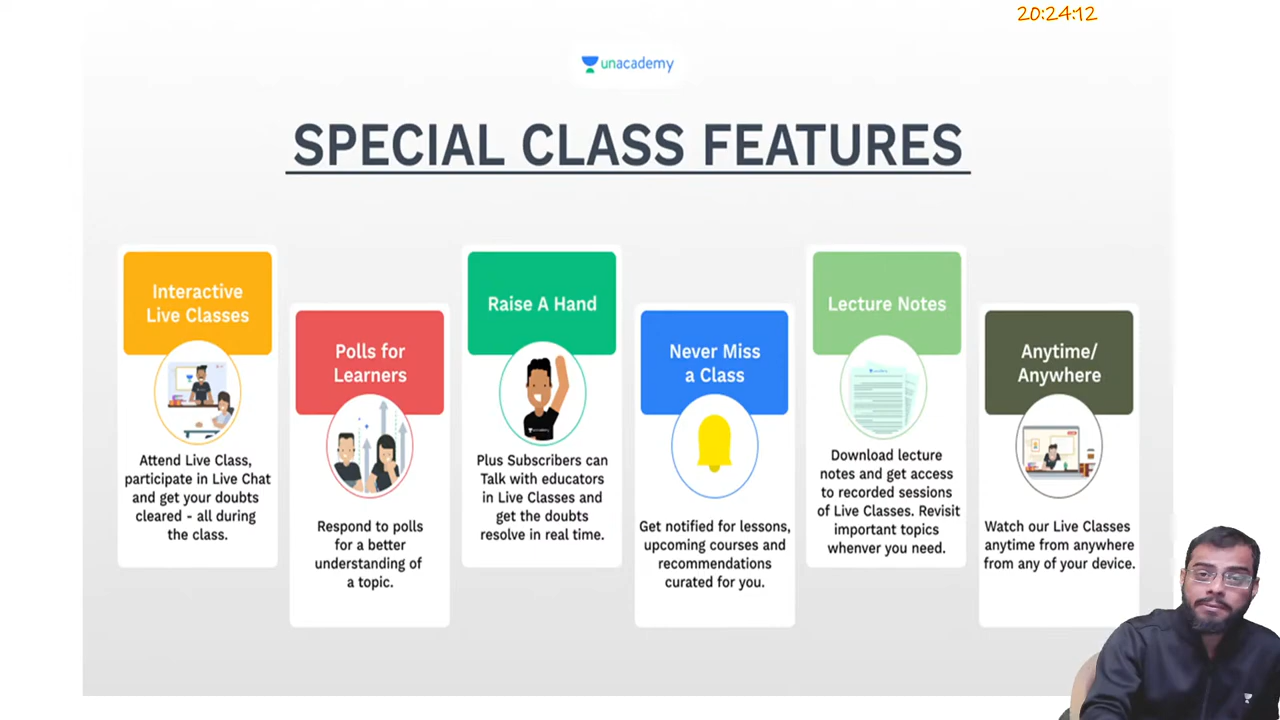 20:24:12
unacademy
SPECIAL CLASS FEATURES
Interactive
Live Classes
Attend Live Class,
participate in Live Chat
and get your doubts
cleared - all during
the class.
Polls for
Learners
Respond to polls
for a better
understanding of
a topic.
Raise A Hand
Plus Subscribers can
Talk with educators
in Live Classes and
get the doubts
resolve in real time.
Never Miss
a Class
Get notified for lessons,
upcoming courses and
recommendations
curated for you.
Lecture Notes
Download lecture
notes and get access
to recorded sessions
of Live Classes. Revisit
important topics
whenver you need.
Anytime/
Anywhere
Watch our Live Classes
anytime from anywhere
from any of your device.